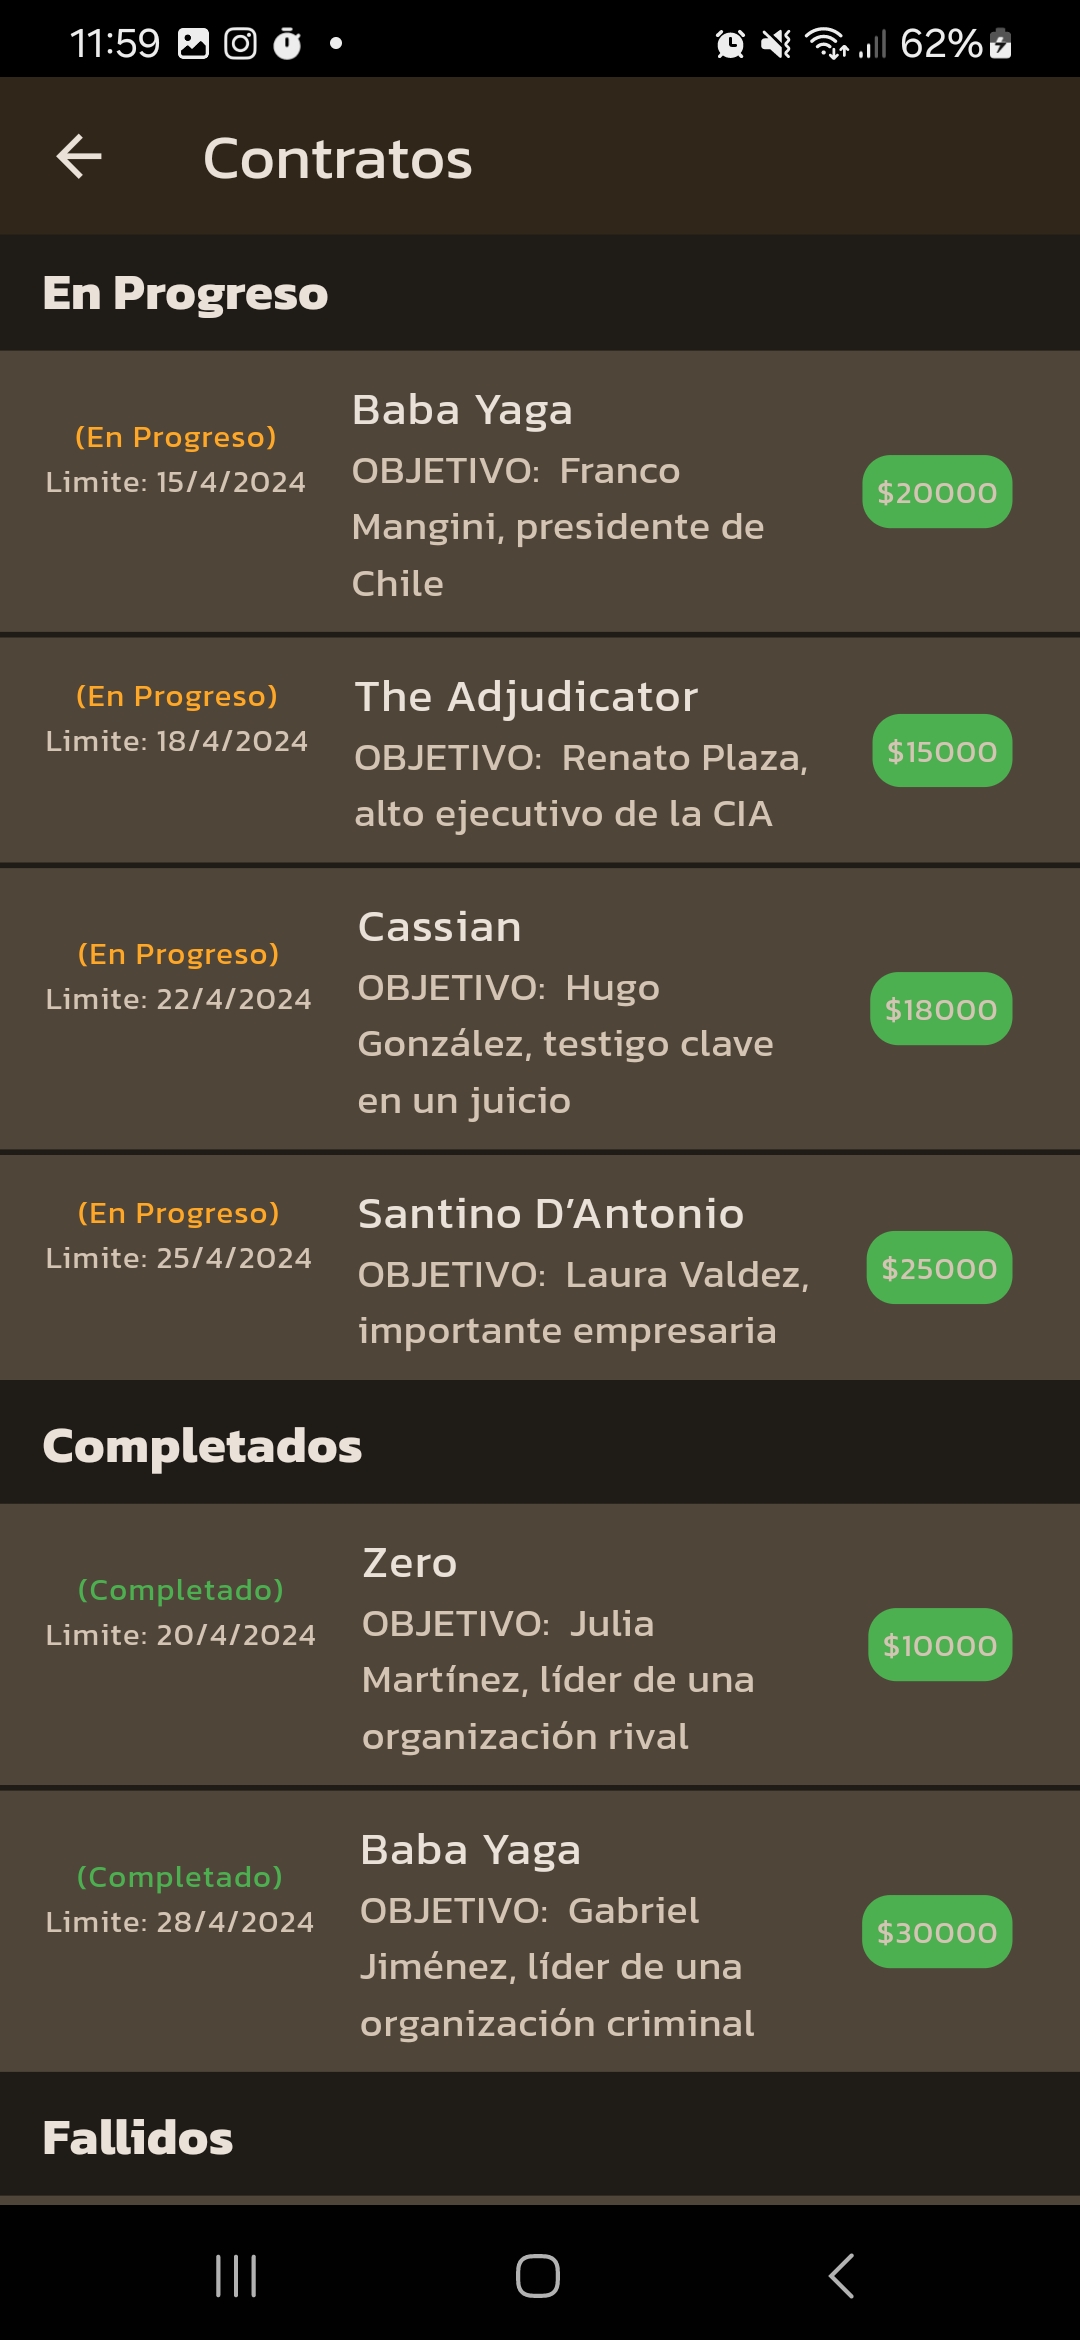 11:59
62%
Contratos
En Progreso
(En Progreso)
Limite: 15/4/2024
Baba Yaga
OBJETIVO:  Franco
Mangini, presidente de
Chile
$20000
(En Progreso)
Limite: 18/4/2024
The Adjudicator
OBJETIVO:  Renato Plaza,
alto ejecutivo de la CIA
$15000
(En Progreso)
Limite: 22/4/2024
Cassian
OBJETIVO:  Hugo
González, testigo clave
en un juicio
$18000
(En Progreso)
Limite: 25/4/2024
Santino D’Antonio
OBJETIVO:  Laura Valdez,
importante empresaria
$25000
Completados
(Completado)
Limite: 20/4/2024
Zero
OBJETIVO:  Julia
Martínez, líder de una
organización rival
$10000
(Completado)
Limite: 28/4/2024
Baba Yaga
OBJETIVO:  Gabriel
Jiménez, líder de una
organización criminal
$30000
Fallidos